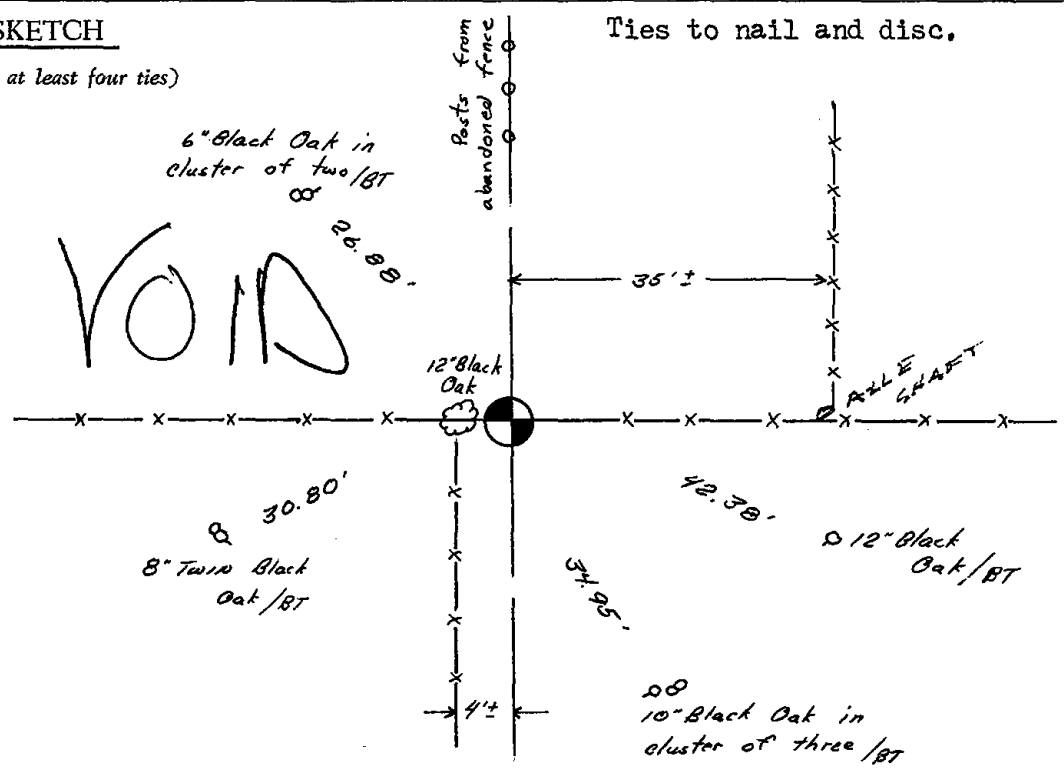 SKETCH
at least four ties)
Ties to nail and disc.
Posts from
abandoned fence
6" Black Oak in
cluster of two/BT
26.88'
VOID
35'±
12" Black
Oak
AXLE
SHAFT
30.80'
42.38'
8" Twin Black
Oak/BT
12" Black
Oak/BT
34.95'
4'±
10" Black Oak in
cluster of three/BT